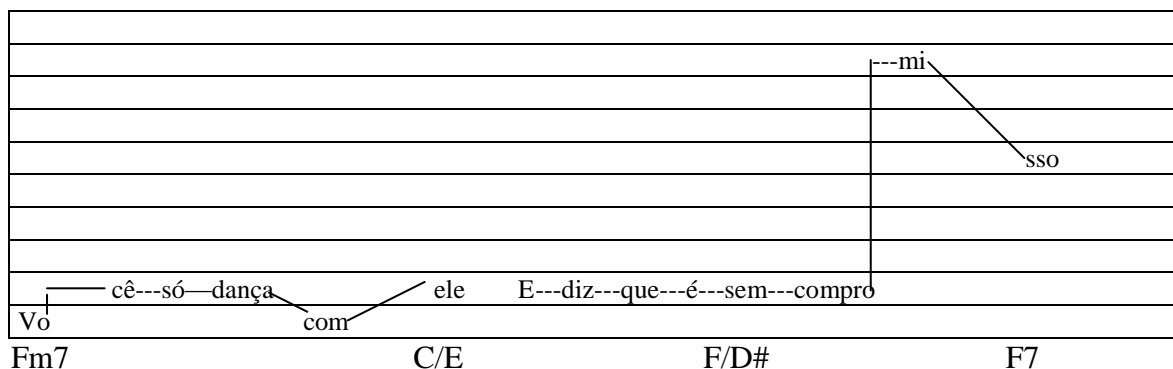 ---mi
sso
cê---só—dança ele E---diz---que---é---sem---compro
Vo com
Fm7 C/E F/D# F7